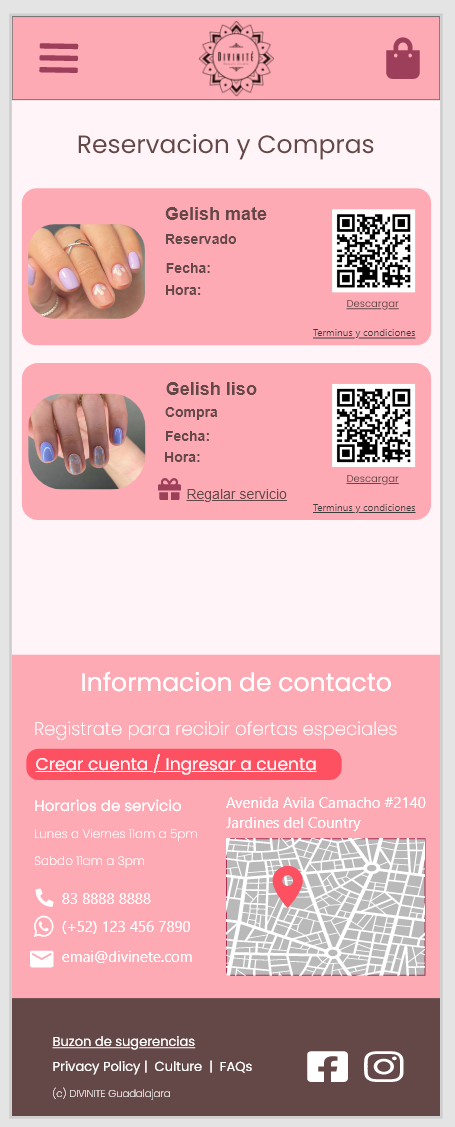 DIVINITÉ
Reservacion y Compras
Gelish mate
Reservado
Fecha:
Hora:
Descargar
Terminus y condiciones
Gelish liso
Compra
Fecha:
Hora:
Regalar servicio
Descargar
Terminus y condiciones
Informacion de contacto
Registrate para recibir ofertas especiales
Crear cuenta / Ingresar a cuenta
Horarios de servicio
Lunes a Viernes 11am a 5pm
Sabdo 11am a 3pm
83 8888 8888
(+52) 123 456 7890
emai@divinete.com
Avenida Avila Camacho #2140
Jardines del Country
Buzon de sugerencias
Privacy Policy | Culture | FAQs
(c) DIVINITE Guadalajara